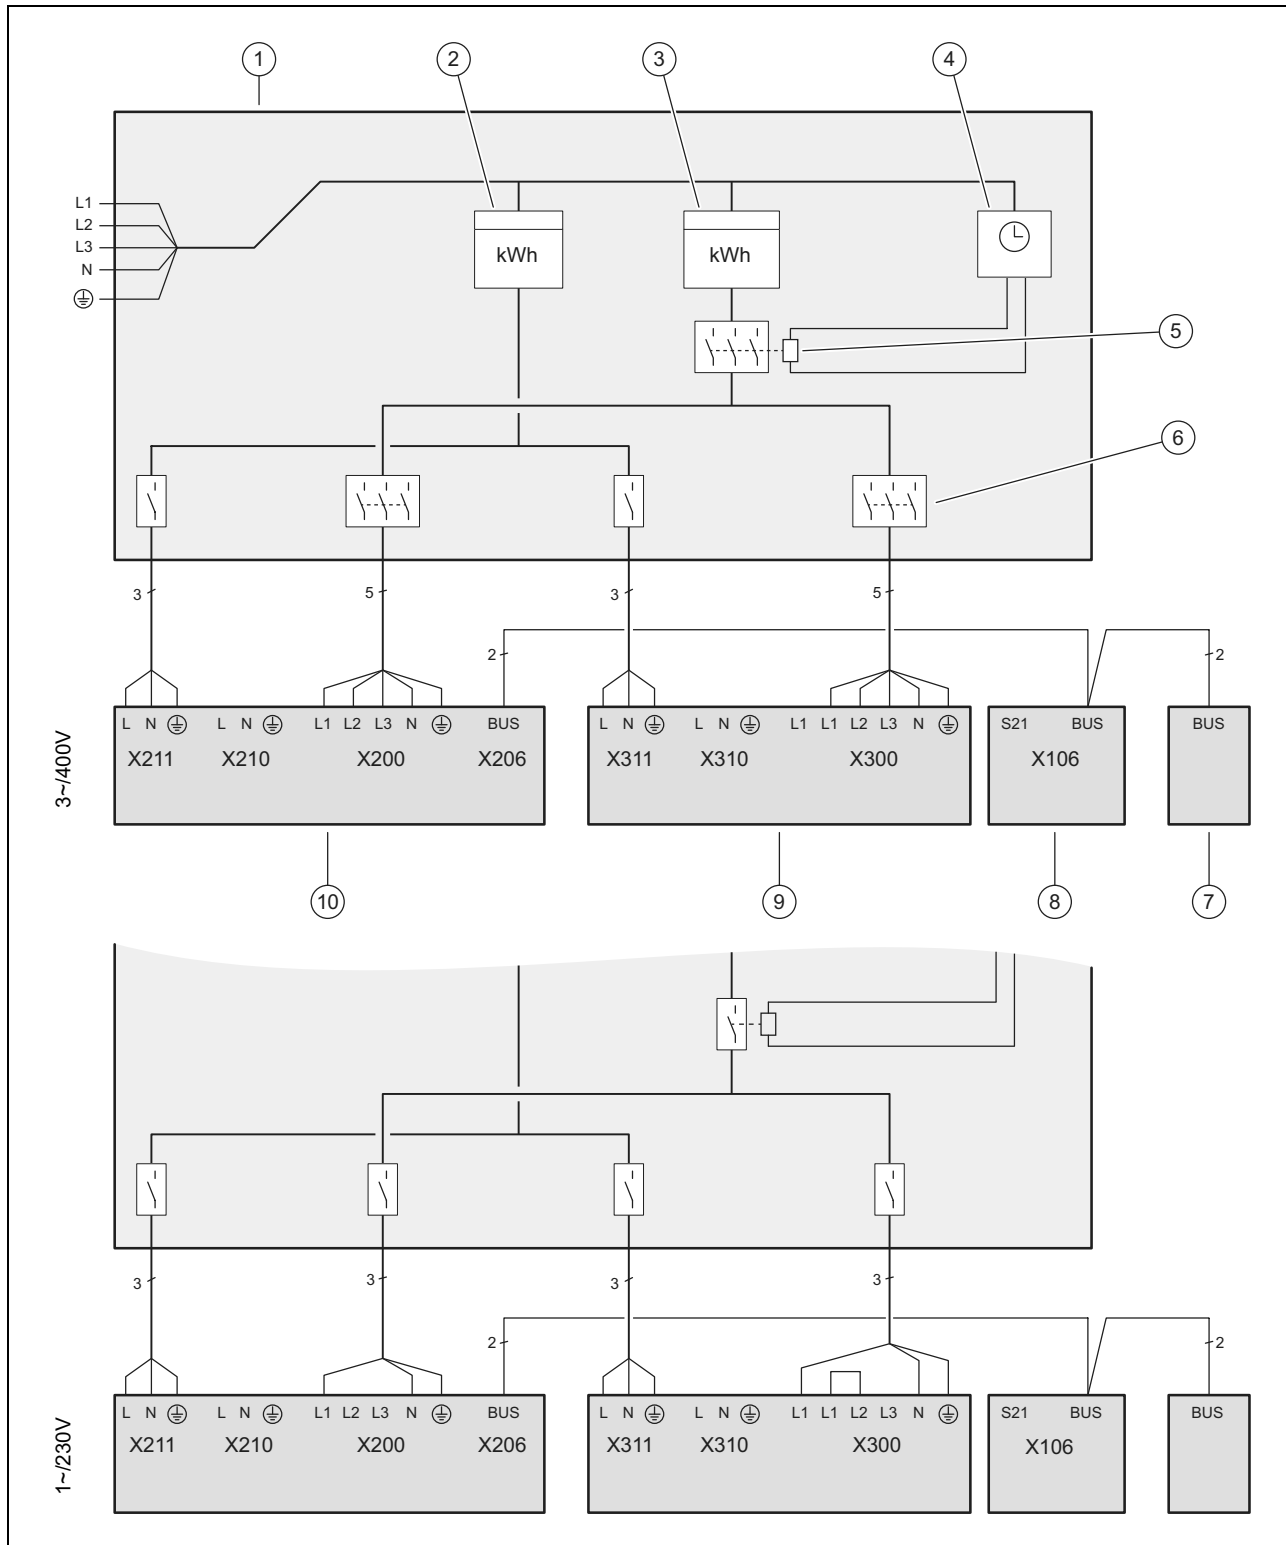 1 2 3 4
L1
L2
L3
N
kWh kWh
5
6
3 5 3 5
2 2
3~/400V
L N L N L1 L2 L3 N BUS
X211 X210 X200 X206
L N L N L1 L1 L2 L3 N
X311 X310 X300
S21 BUS
X106
BUS
10 9 8 7
3 3 3 3
2 2
1~/230V
L N L N L1 L2 L3 N BUS
X211 X210 X200 X206
L N L N L1 L1 L2 L3 N
X311 X310 X300
S21 BUS
X106
BUS